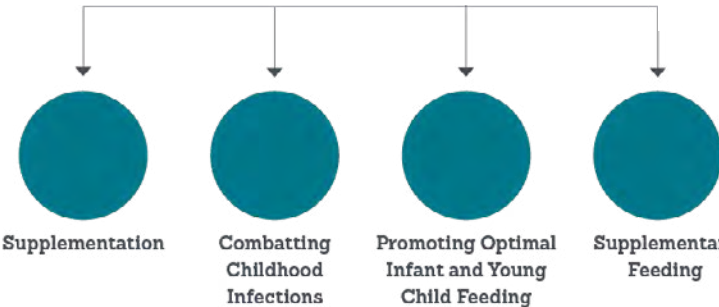 Supplementation
Combatting
Childhood
Infections
Promoting Optimal
Infant and Young
Child Feeding
Feeding